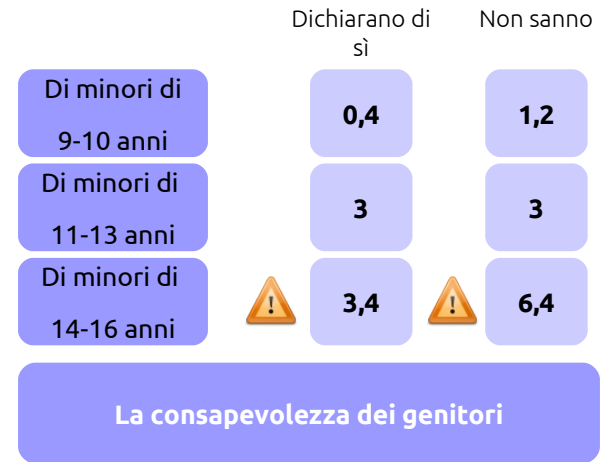 Dichiarano di
sì
Non sanno
Di minori di
9-10 anni
0,4
1,2
Di minori di
11-13 anni
3
3
Di minori di
14-16 anni
3,4
6,4
La consapevolezza dei genitori